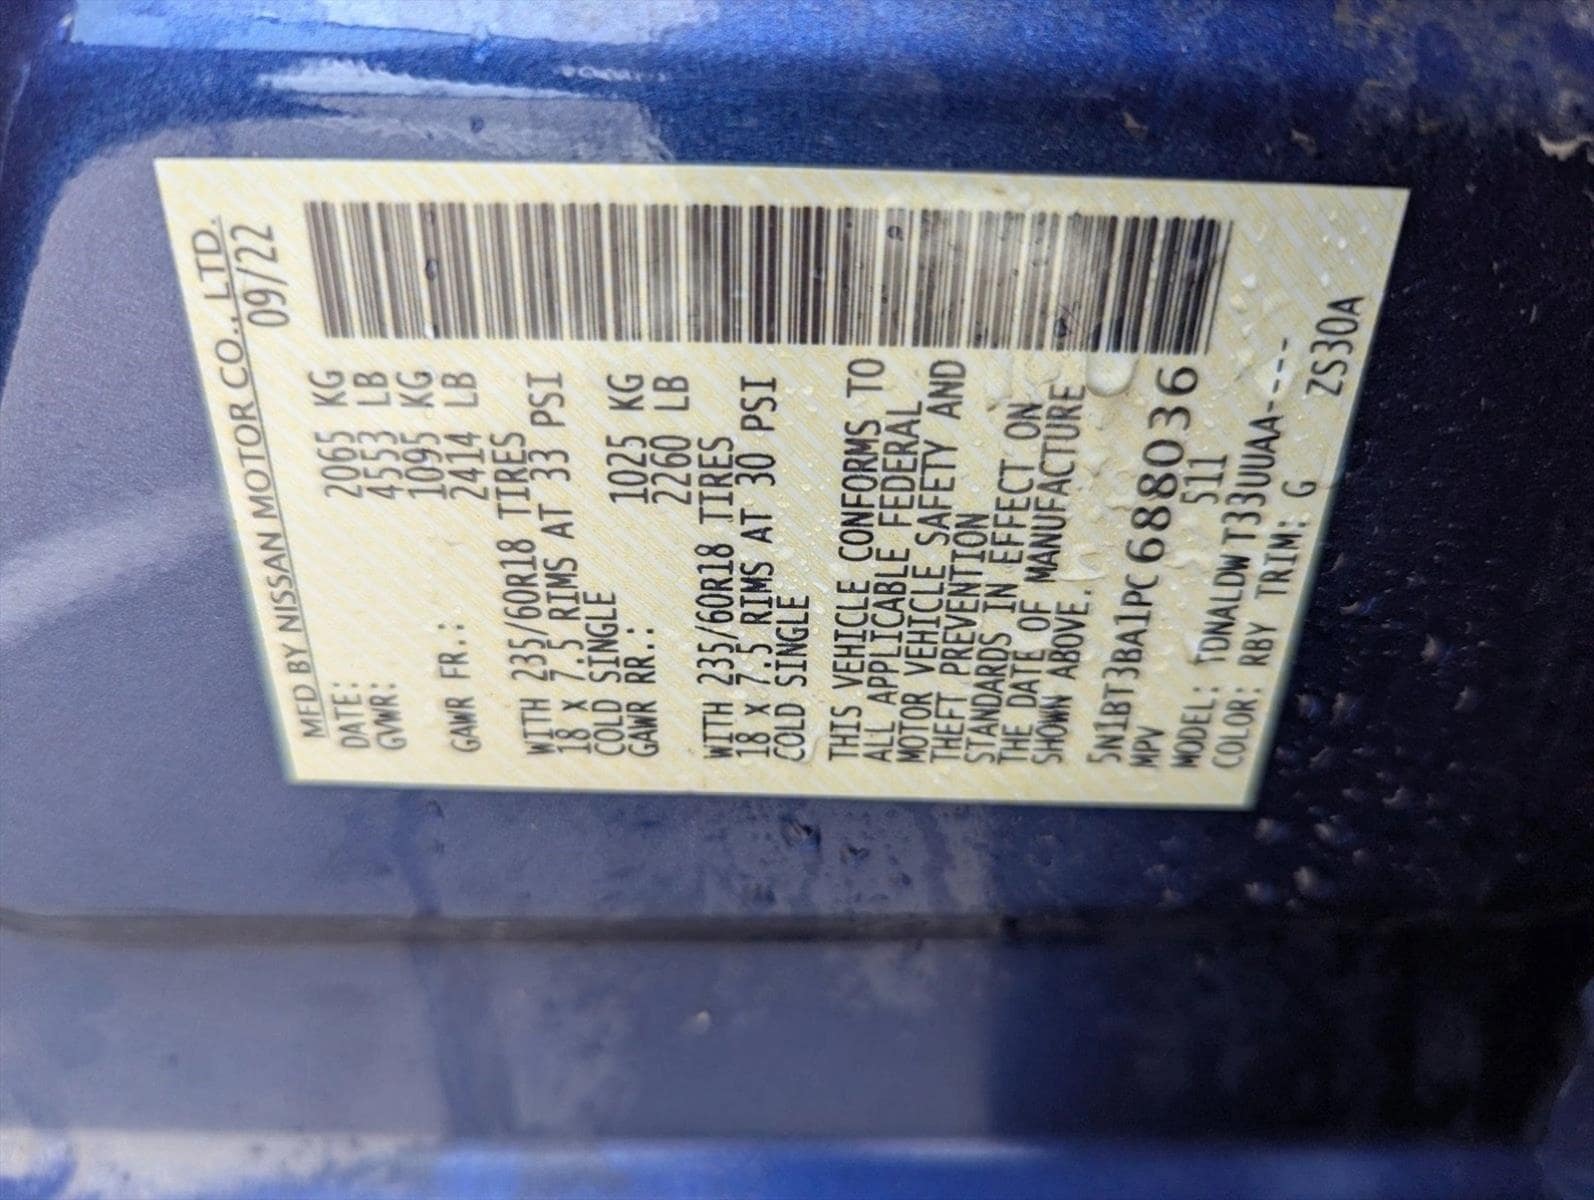 MFD BY NISSAN MOTOR CO., LTD.
DATE: 09/22
GVWR: 2065 KG
4553 LB
GAWR FR.: 1095 KG
2414 LB
WITH 235/60R18 TIRES
18 X 7.5 RIMS AT 33 PSI
COLD SINGLE
GAWR RR.: 1025 KG
2260 LB
WITH 235/60R18 TIRES
18 X 7.5 RIMS AT 30 PSI
COLD SINGLE
THIS VEHICLE CONFORMS TO
ALL APPLICABLE FEDERAL
MOTOR VEHICLE SAFETY AND
THEFT PREVENTION
STANDARDS IN EFFECT ON
THE DATE OF MANUFACTURE
SHOWN ABOVE.
5N1BT3BA1PC688036
MPV 511
MODEL: TDNALDWT33UUAA----
COLOR: RBY TRIM: G
ZS30A